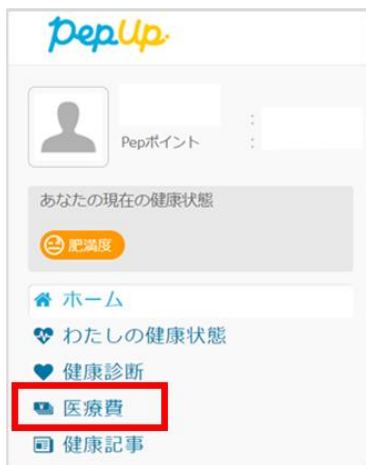 PepUp
:
Pepポイント :
あなたの現在の健康状態
肥満度
ホーム
わたしの健康状態
健康診断
医療費
健康記事